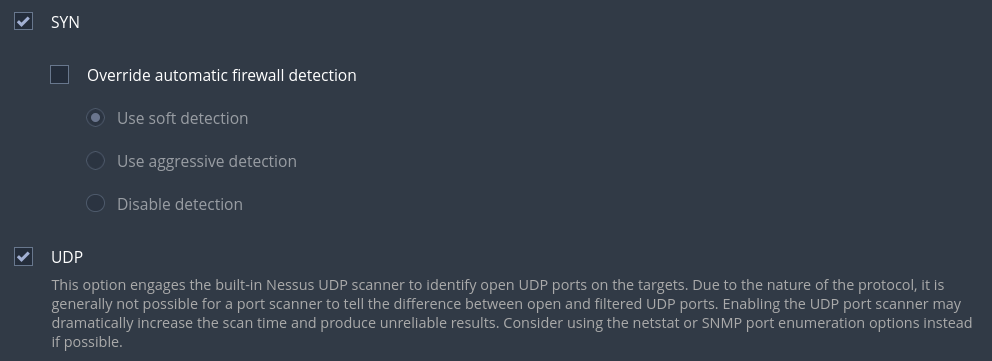 SYN
Override automatic firewall detection
Use soft detection
Use aggressive detection
Disable detection
UDP
This option engages the built-in Nessus UDP scanner to identify open UDP ports on the targets. Due to the nature of the protocol, it is
generally not possible for a port scanner to tell the difference between open and filtered UDP ports. Enabling the UDP port scanner may
dramatically increase the scan time and produce unreliable results. Consider using the netstat or SNMP port enumeration options instead
if possible.